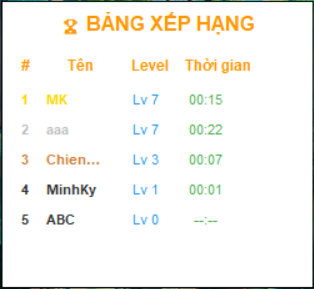 BẢNG XẾP HẠNG
# Tên Level Thời gian
1 MK Lv 7 00:15
2 aaa Lv 7 00:22
3 Chien... Lv 3 00:07
4 MinhKy Lv 1 00:01
5 ABC Lv 0 --:--